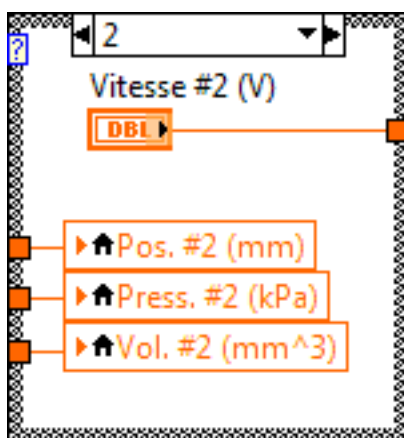 2
?
Vitesse #2 (V)
DBL
Pos. #2 (mm)
Press. #2 (kPa)
Vol. #2 (mm^3)